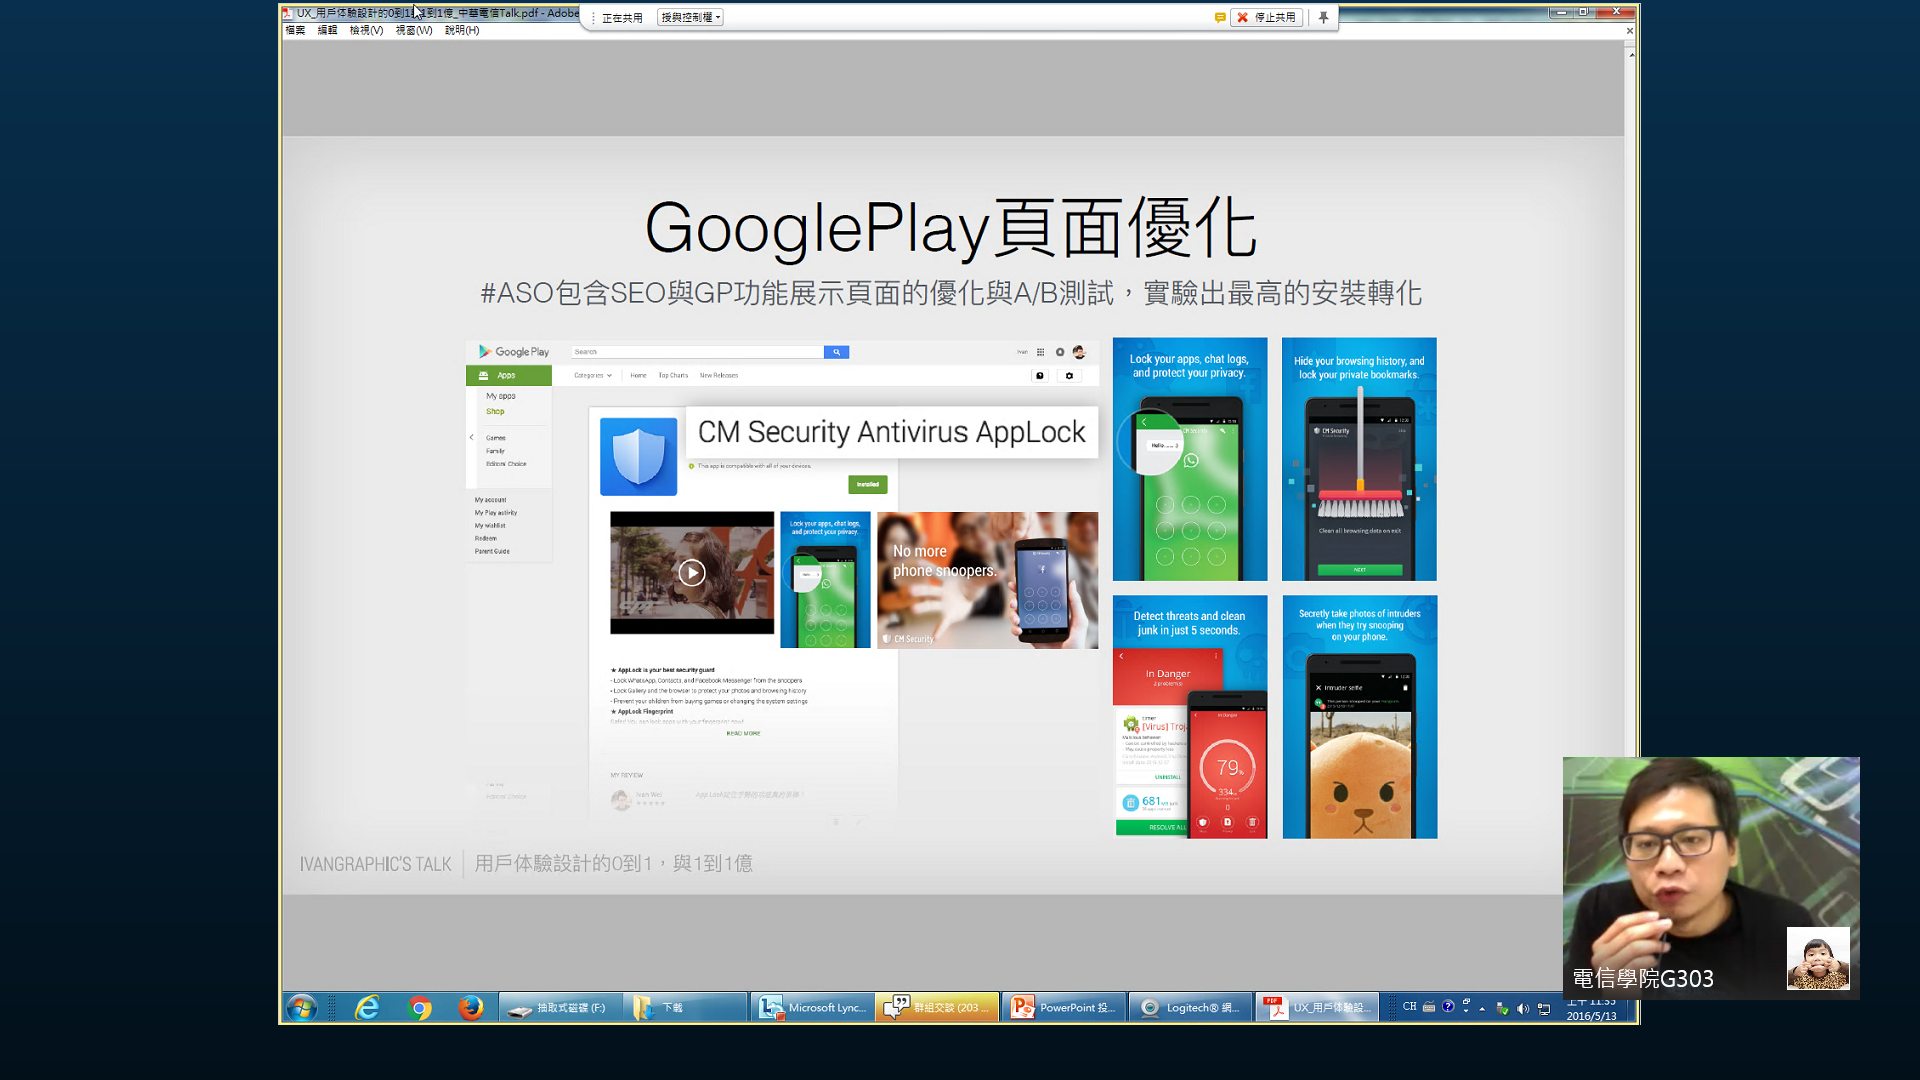 UX_用戶体驗設計的0到1與1到1億_中華電信Talk.pdf - Adobe
正在共用
授與控制權
停止共用
檔案 編輯 檢視(V) 視窗(W) 說明(H)
GooglePlay頁面優化
#ASO包含SEO與GP功能展示頁面的優化與A/B測試，實驗出最高的安裝轉化
Google Play
Search
Ivan
Apps
Categories Home Top Charts New Releases
My apps
Shop
Games
Family
Editors' Choice
My account
My Play activity
My wishlist
Redeem
Parent Guide
CM Security Antivirus AppLock
This app is compatible with all of your devices.
Installed
Lock your apps, chat logs,
and protect your privacy.
Hello
No more
phone snoopers.
CM Security
★ AppLock is your best security guard
- Lock WhatsApp, Contacts, and Facebook Messenger from the snoopers
- Lock Gallery and the browser to protect your photos and browsing history
- Prevent your children from buying games or changing the system settings
★ AppLock Fingerprint
READ MORE
MY REVIEW
Ivan Wei
Lock your apps, chat logs,
and protect your privacy.
Hello
Hide your browsing history, and
lock your private bookmarks.
CM Security
Clean all browsing data on exit
NEXT
Detect threats and clean
junk in just 5 seconds.
In Danger
[Virus] Troj
UNINSTALL
681
RESOLVE ALL
In Danger
79%
334
0
Secretly take photos of intruders
when they try snooping
on your phone.
Intruder selfie
IVANGRAPHIC'S TALK 用戶体驗設計的0到1，與1到1億
電信學院G303
抽取式磁碟 (F:)
下載
Microsoft Lync...
群組交談 (203 ...
PowerPoint 投...
Logitech® 網...
UX_用戶体驗設...
CH
上午 11:35
2016/5/13